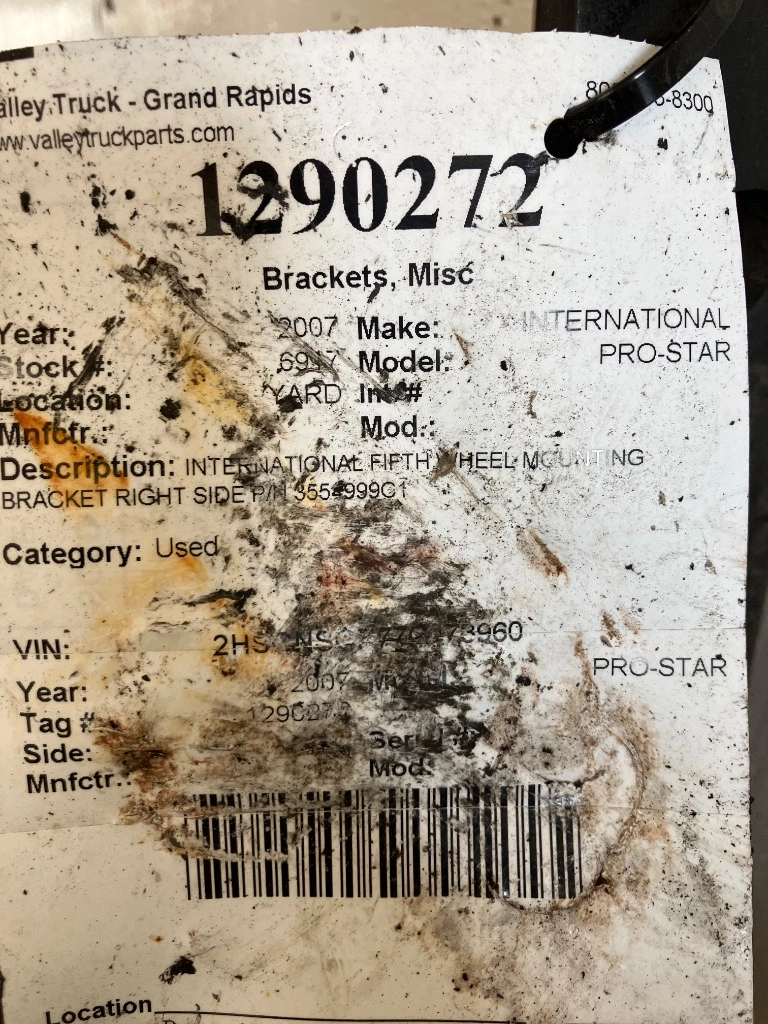 alley Truck - Grand Rapids
ww.valleytruckparts.com
1290272
Brackets, Misc
Year: 2007 Make: INTERNATIONAL
Stock #: Model: PRO-STAR
Location: YARD
Mnfctr.: Mod.:
Description: INTERNATIONAL FIFTH WHEEL MOUNTING
BRACKET RIGHT SIDE P/N
Category: Used
VIN:
Year: 2007 PRO-STAR
Tag #
Side:
Mnfctr.: Mod.
Location